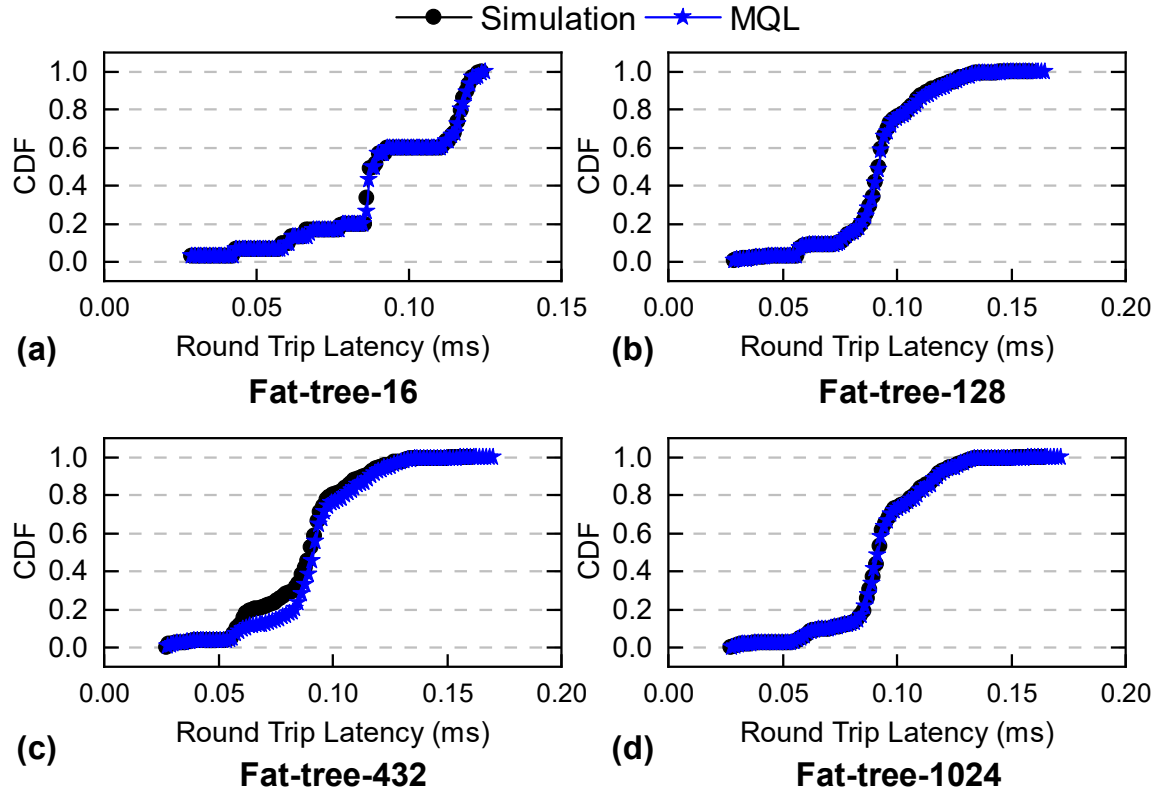 Simulation MQL
1.0
0.8
0.6
0.4
0.2
0.0
CDF
0.00 0.05 0.10 0.15
Round Trip Latency (ms)
(a)
Fat-tree-16
1.0
0.8
0.6
0.4
0.2
0.0
CDF
0.00 0.05 0.10 0.15 0.20
Round Trip Latency (ms)
(b)
Fat-tree-128
1.0
0.8
0.6
0.4
0.2
0.0
CDF
0.00 0.05 0.10 0.15 0.20
Round Trip Latency (ms)
(c)
Fat-tree-432
1.0
0.8
0.6
0.4
0.2
0.0
CDF
0.00 0.05 0.10 0.15 0.20
Round Trip Latency (ms)
(d)
Fat-tree-1024